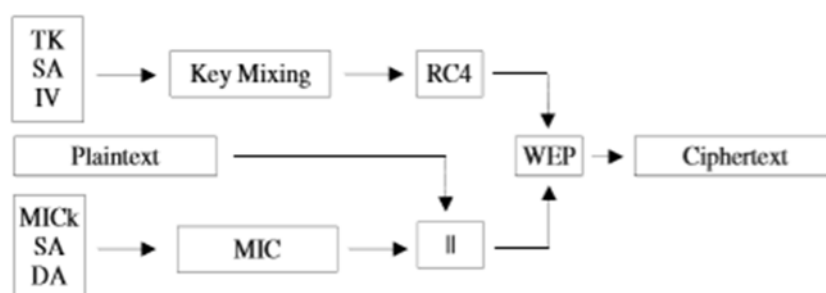 TK
SA
IV
Key Mixing
RC4
Plaintext
WEP
Ciphertext
MICk
SA
DA
MIC
||